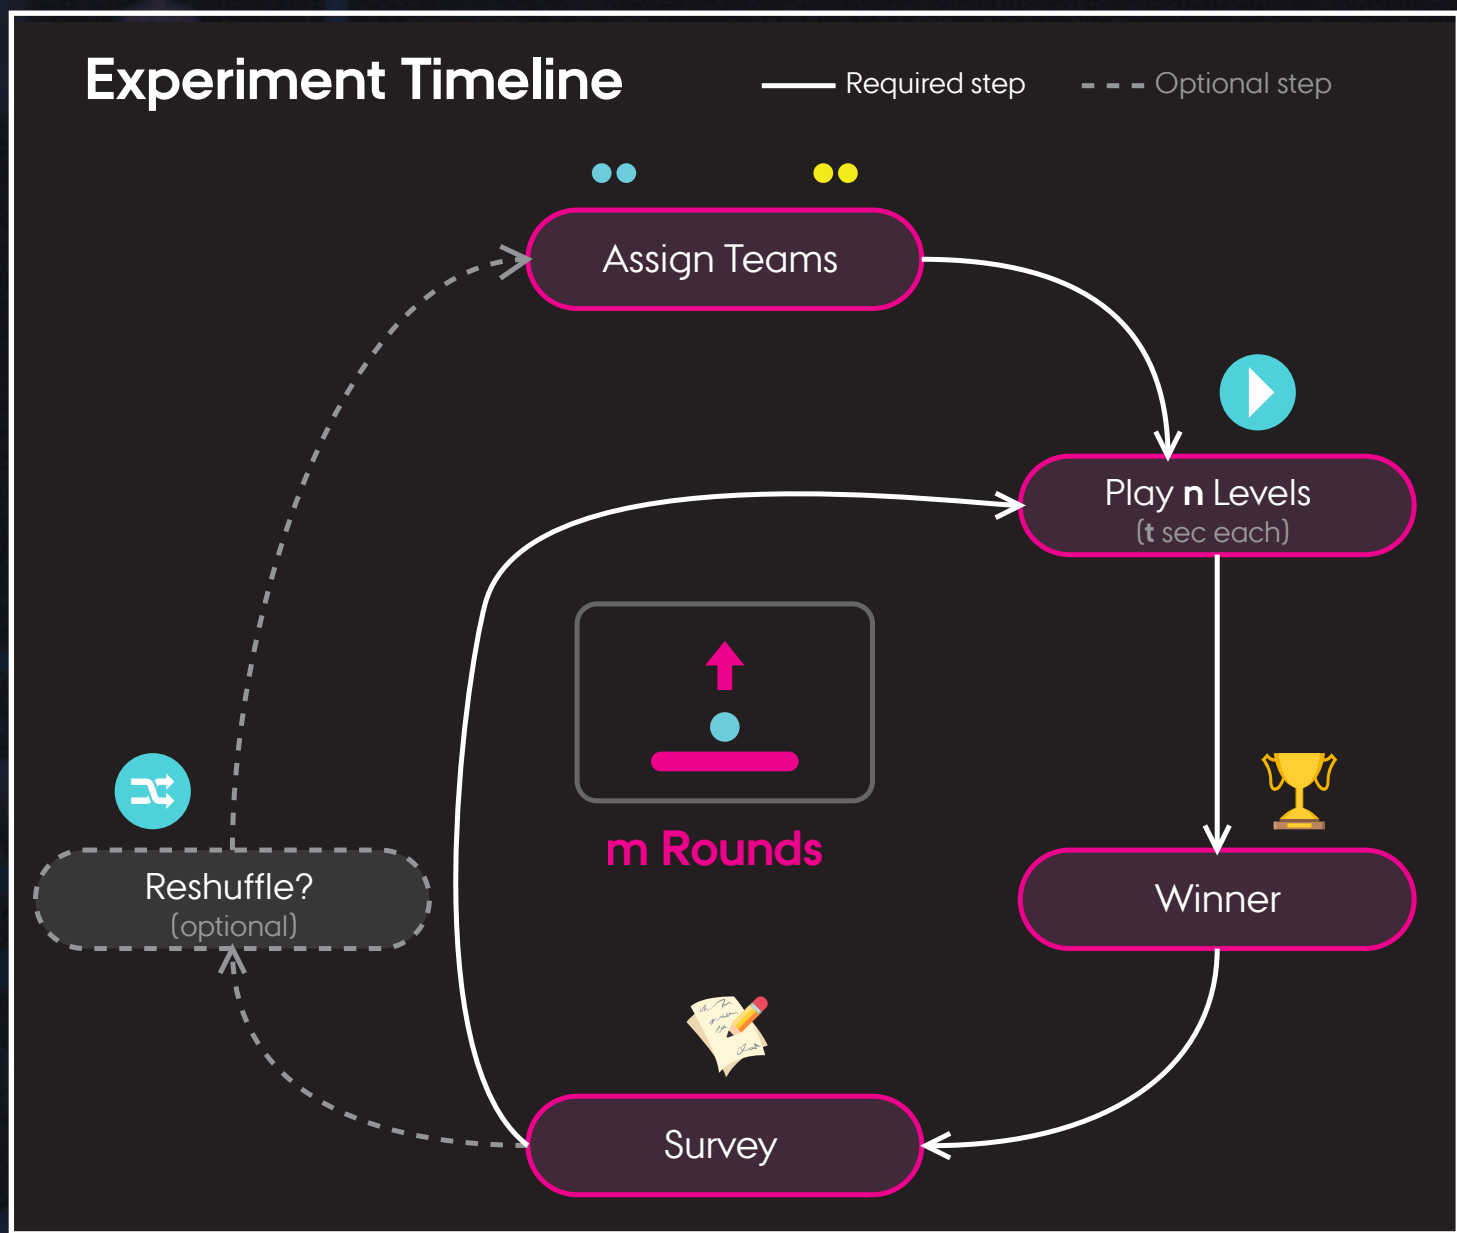 Experiment Timeline
Required step
Optional step
Assign Teams
Play n Levels
(t sec each)
m Rounds
Reshuffle?
(optional)
Winner
Survey